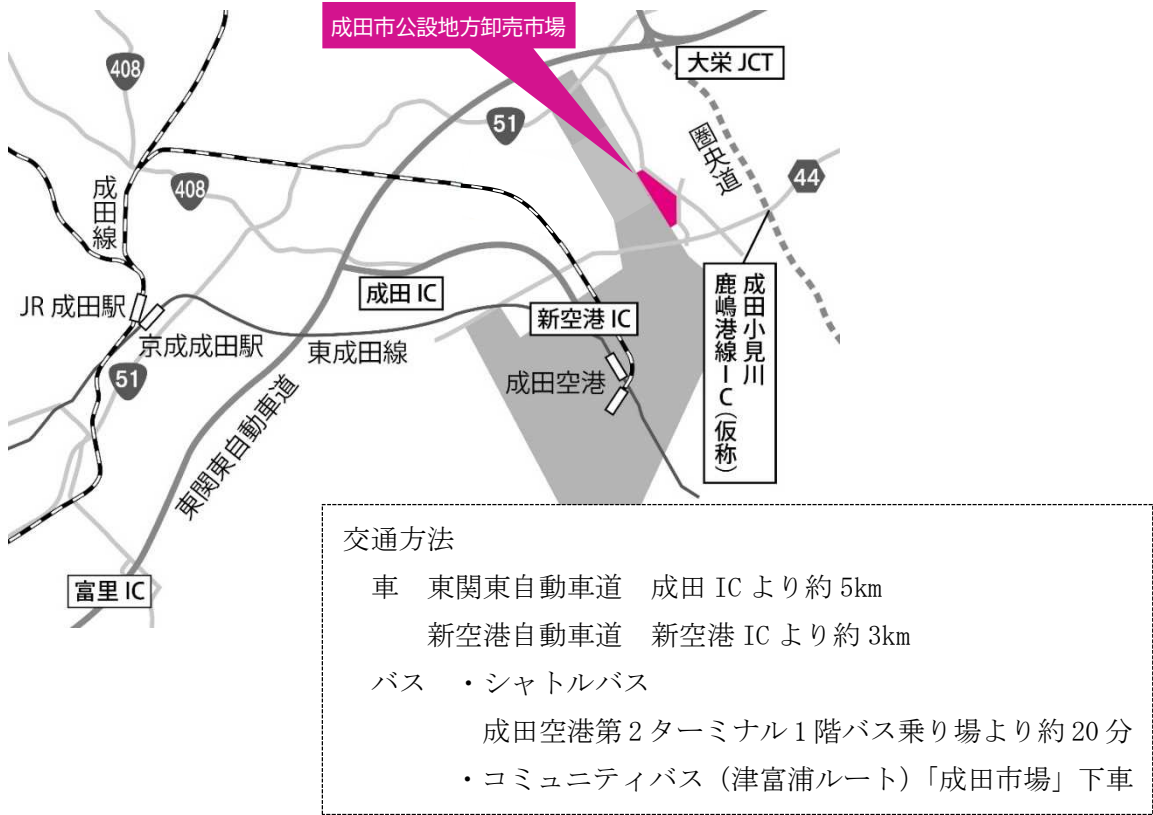 成田市公設地方卸売市場
大栄 JCT
408
51
圏央道
44
408
成田線
成田 IC
新空港 IC
JR 成田駅
京成成田駅
東成田線
成田空港
51
東関東自動車道
成田小見川
鹿嶋港線IC(仮称)
富里 IC
交通方法
車 東関東自動車道 成田 IC より約 5km
新空港自動車道 新空港 IC より約 3km
バス ・シャトルバス
成田空港第2ターミナル1階バス乗り場より約 20 分
・コミュニティバス（津富浦ルート）「成田市場」下車